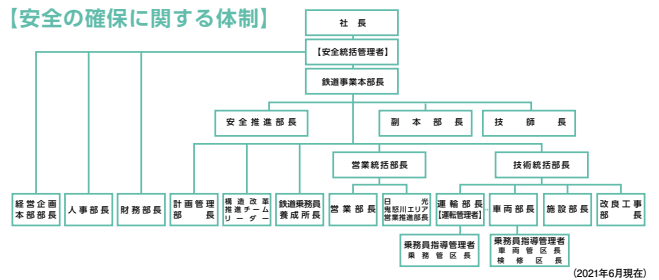 【安全の確保に関する体制】
社長
【安全統括管理者】
鉄道事業本部長
安全推進部長
副本部長
技師長
営業統括部長
技術統括部長
経営企画
本部部長
人事部長
財務部長
計画管理
部長
構造改革
推進チーム
リーダー
鉄道乗務員
養成所長
営業部長
日光
鬼怒川エリア
営業推進部長
運輸部長
【運転管理者】
車両部長
施設部長
改良工事
部長
乗務員指導管理者
乗務管区長
乗務員指導管理者
車両管区長
検修区長
(2021年6月現在)